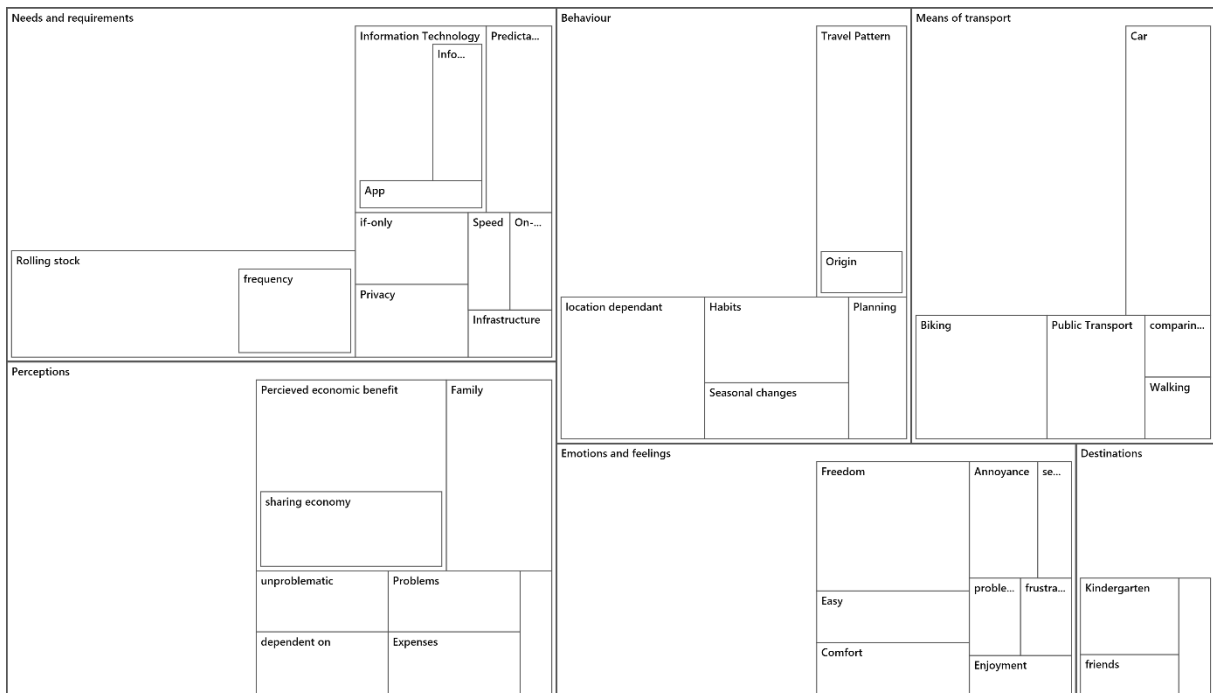 Needs and requirements
Information Technology
Predicta...
Info...
App
if-only
Speed
On-...
Rolling stock
frequency
Privacy
Infrastructure
Behaviour
Travel Pattern
Origin
location dependant
Habits
Planning
Seasonal changes
Means of transport
Car
Biking
Public Transport
comparin...
Walking
Perceptions
Percieved economic benefit
Family
sharing economy
unproblematic
Problems
dependent on
Expenses
Emotions and feelings
Freedom
Annoyance
se...
Easy
proble...
frustra...
Comfort
Enjoyment
Destinations
Kindergarten
friends